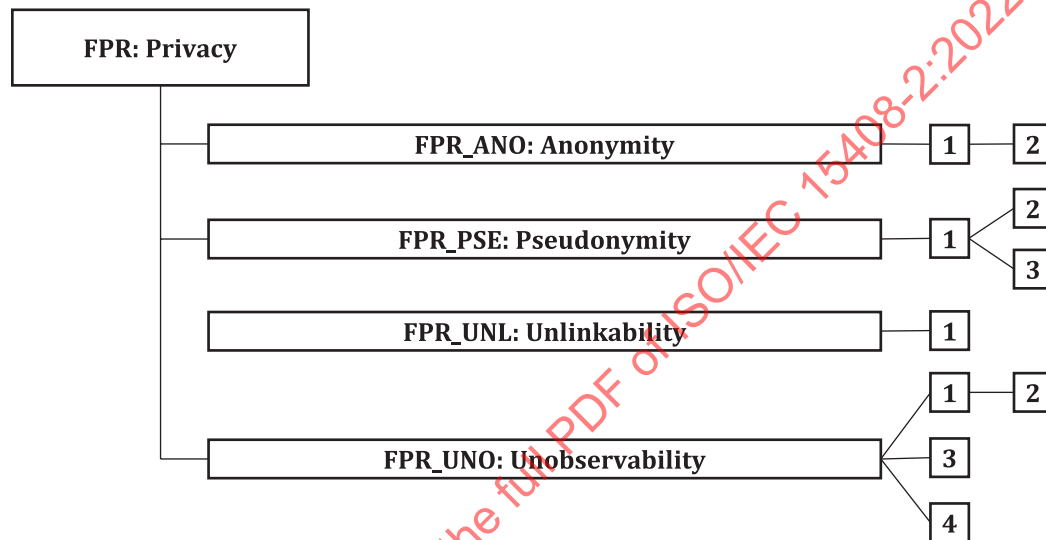 FPR: Privacy
FPR_ANO: Anonymity 1 2
FPR_PSE: Pseudonymity 1 2
3
FPR_UNL: Unlinkability 1
1 2
FPR_UNO: Unobservability 3
4
the full PDF of ISO/IEC 15408-2:2022